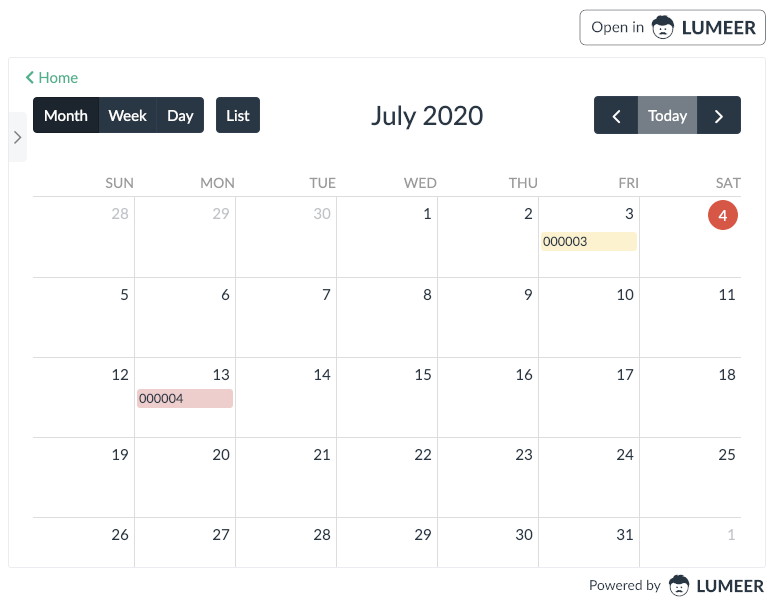 Open in LUMEER
Home
Month Week Day List July 2020 Today
SUN MON TUE WED THU FRI SAT
28 29 30 1 2 3 4
000003
5 6 7 8 9 10 11
12 13 14 15 16 17 18
000004
19 20 21 22 23 24 25
26 27 28 29 30 31 1
Powered by LUMEER